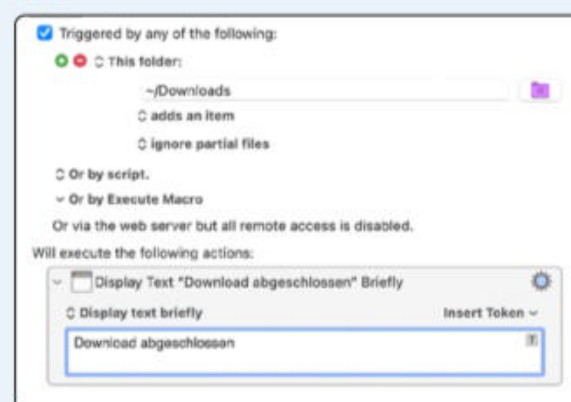 Triggered by any of the following:
This folder:
~/Downloads
adds an item
ignore partial files
Or by script.
Or by Execute Macro
Or via the web server but all remote access is disabled.
Will execute the following actions:
Display Text "Download abgeschlossen" Briefly
Display text briefly Insert Token
Download abgeschlossen
T